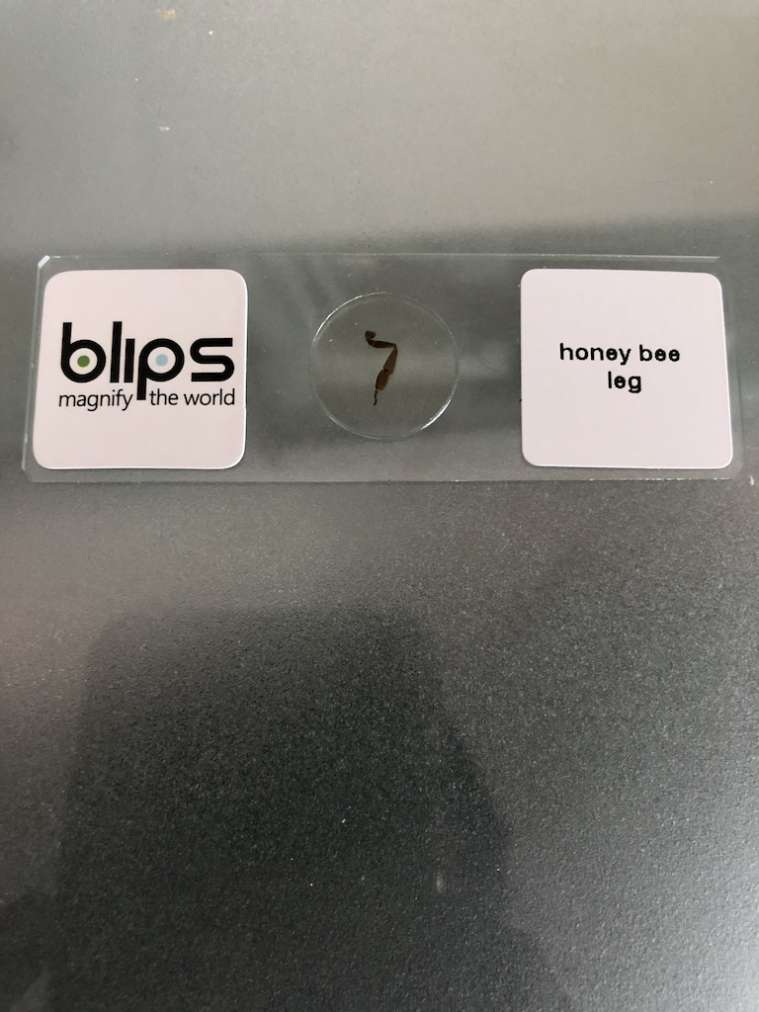 blips
magnify the world
honey bee
leg